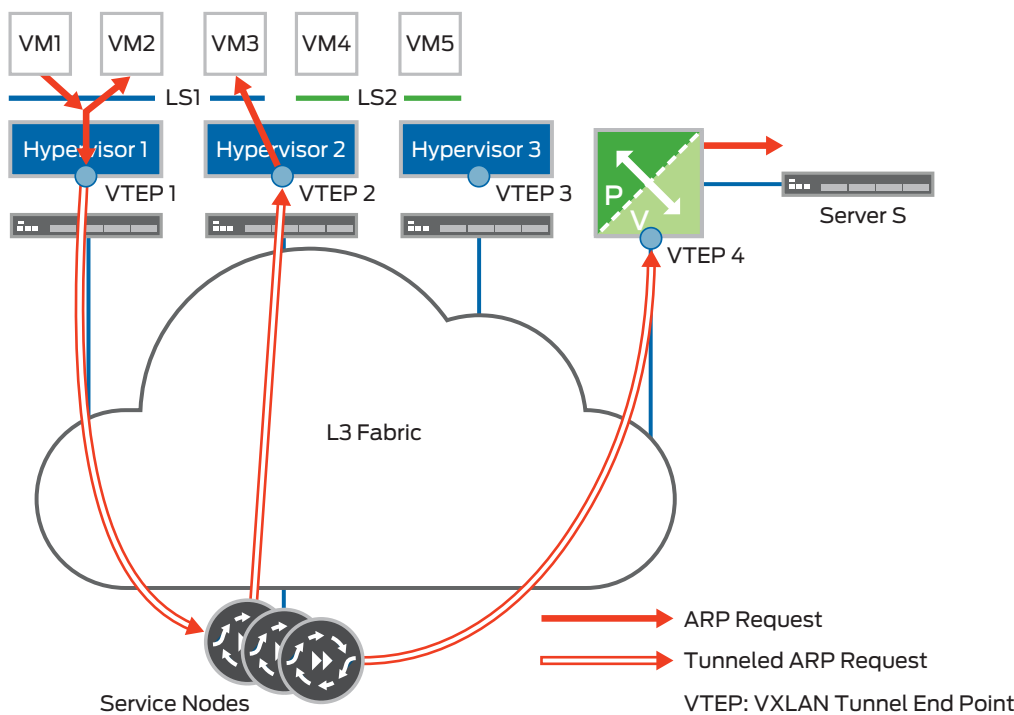 VM1 VM2 VM3 VM4 VM5
LS1 LS2
Hypervisor 1 Hypervisor 2 Hypervisor 3
VTEP 1 VTEP 2 VTEP 3
P
V
Server S
VTEP 4
L3 Fabric
ARP Request
Tunneled ARP Request
Service Nodes
VTEP: VXLAN Tunnel End Point